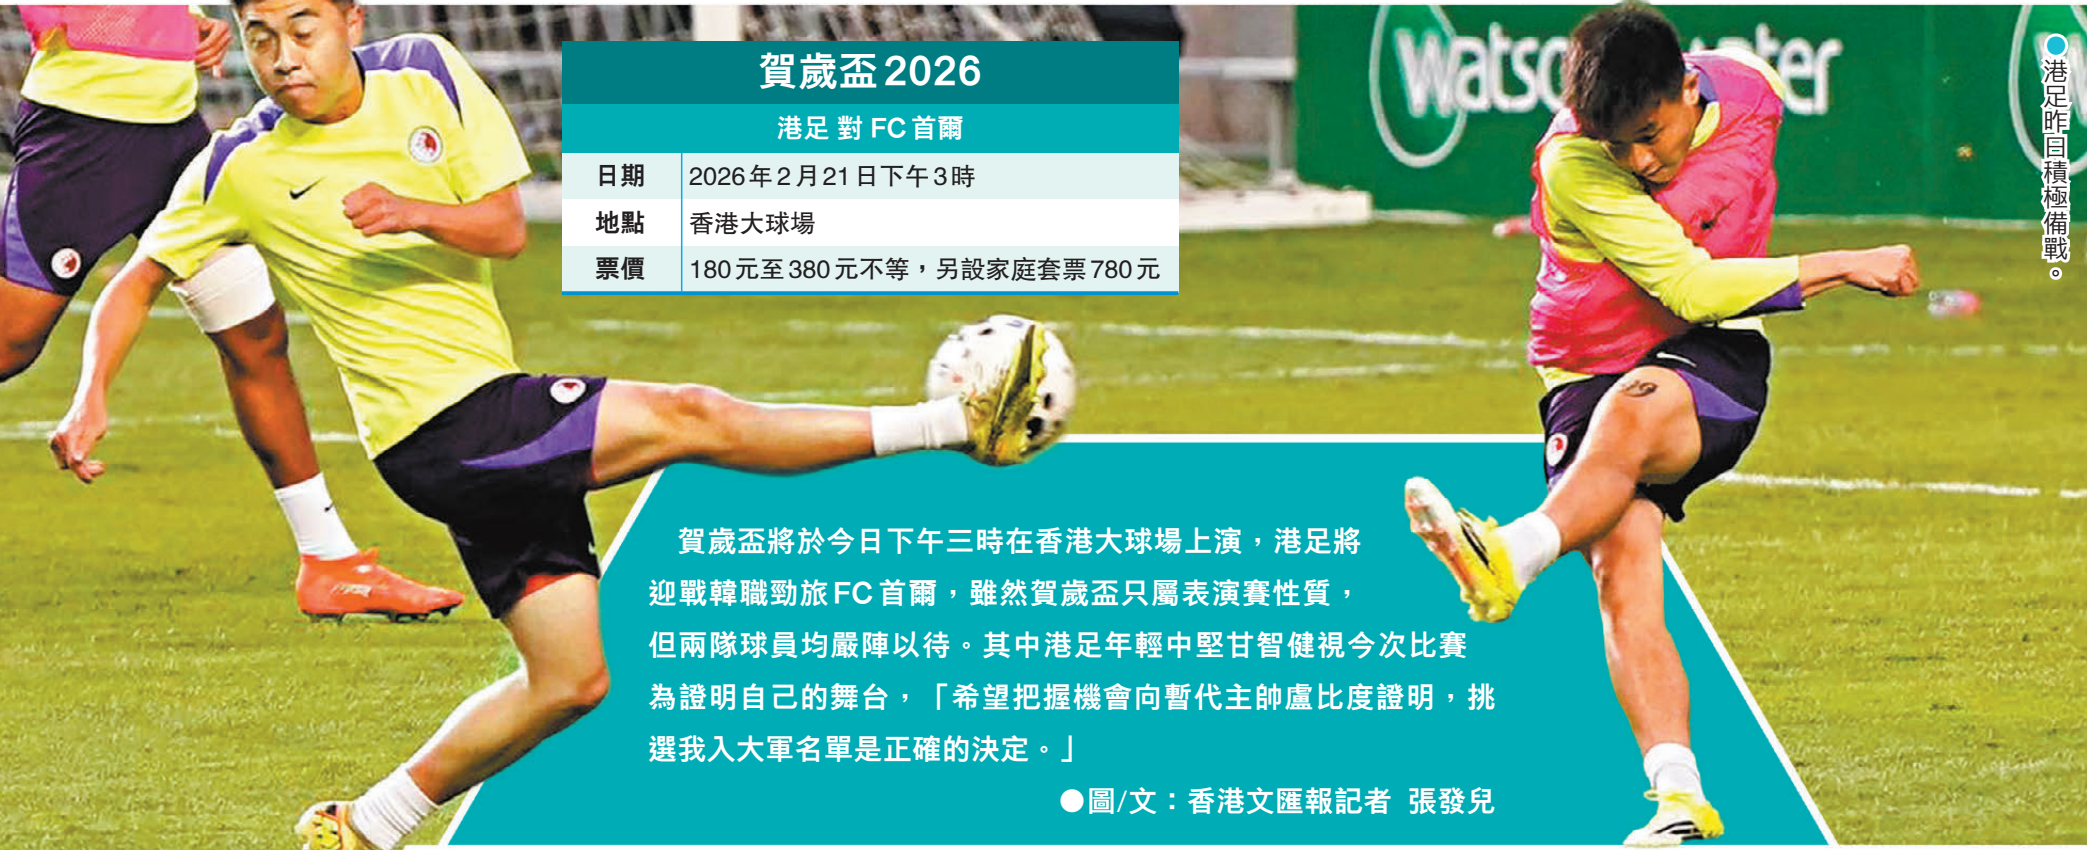 賀歲盃2026
港足 對 FC首爾
日期 2026年2月21日下午3時
地點 香港大球場
票價 180元至380元不等，另設家庭套票780元
●港足昨日積極備戰。
賀歲盃將於今日下午三時在香港大球場上演，港足將
迎戰韓職勁旅FC首爾，雖然賀歲盃只屬表演賽性質，
但兩隊球員均嚴陣以待。其中港足年輕中堅甘智健視今次比賽
為證明自己的舞台，「希望把握機會向暫代主帥盧比度證明，挑
選我入大軍名單是正確的決定。」
●圖/文：香港文匯報記者 張發兒